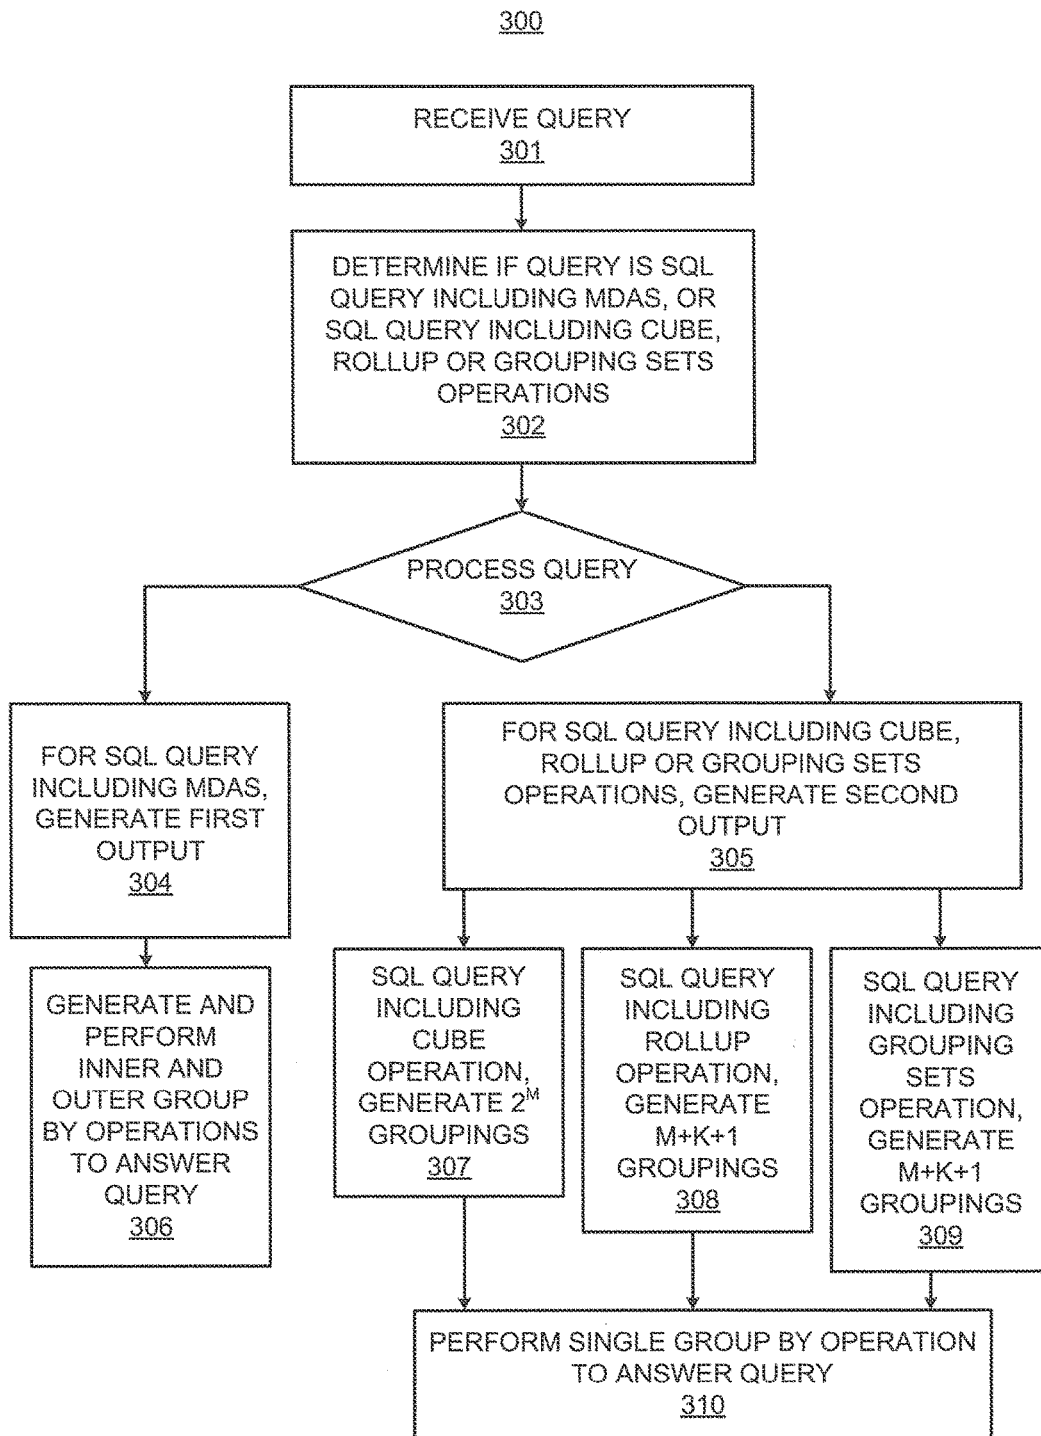 300
RECEIVE QUERY
301
DETERMINE IF QUERY IS SQL
QUERY INCLUDING MDAS, OR
SQL QUERY INCLUDING CUBE,
ROLLUP OR GROUPING SETS
OPERATIONS
302
PROCESS QUERY
303
FOR SQL QUERY
INCLUDING MDAS,
GENERATE FIRST
OUTPUT
304
FOR SQL QUERY INCLUDING CUBE,
ROLLUP OR GROUPING SETS
OPERATIONS, GENERATE SECOND
OUTPUT
305
GENERATE AND
PERFORM
INNER AND
OUTER GROUP
BY OPERATIONS
TO ANSWER
QUERY
306
SQL QUERY
INCLUDING
CUBE
OPERATION,
GENERATE 2^M
GROUPINGS
307
SQL QUERY
INCLUDING
ROLLUP
OPERATION,
GENERATE
M+K+1
GROUPINGS
308
SQL QUERY
INCLUDING
GROUPING
SETS
OPERATION,
GENERATE
M+K+1
GROUPINGS
309
PERFORM SINGLE GROUP BY OPERATION
TO ANSWER QUERY
310